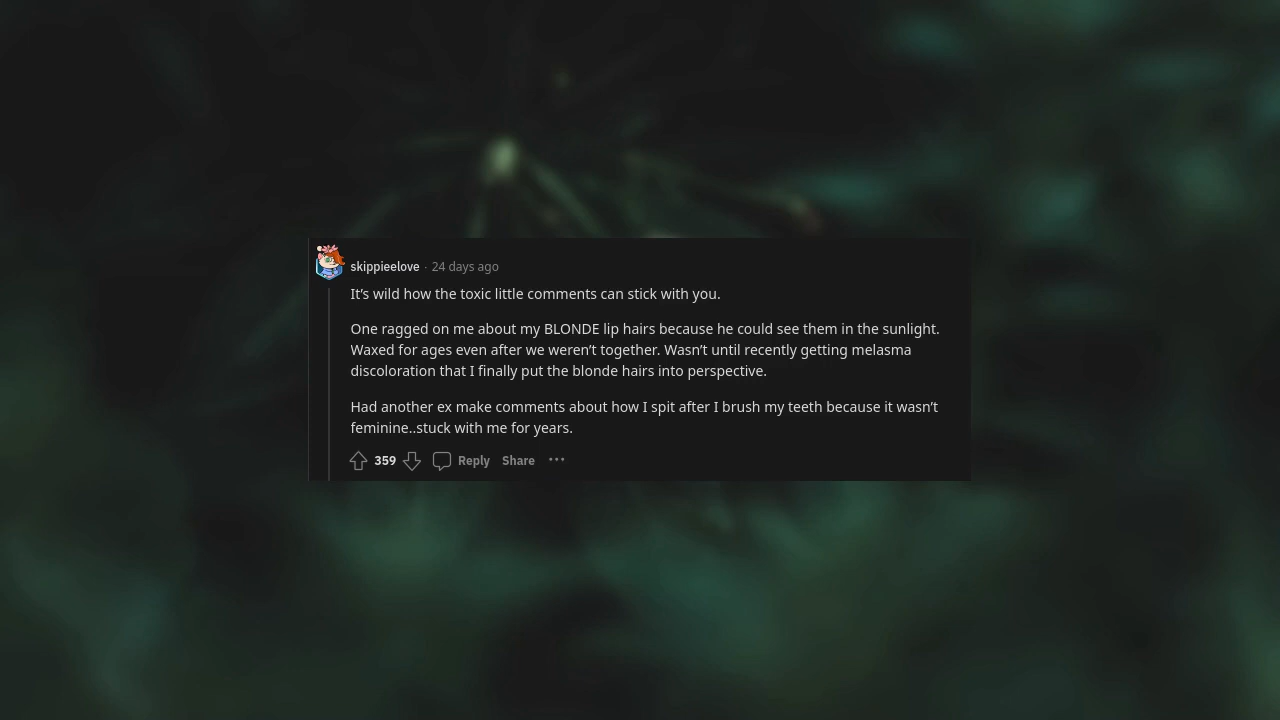 skippieelove · 24 days ago
It’s wild how the toxic little comments can stick with you.
One ragged on me about my BLONDE lip hairs because he could see them in the sunlight.
Waxed for ages even after we weren’t together. Wasn’t until recently getting melasma
discoloration that I finally put the blonde hairs into perspective.
Had another ex make comments about how I spit after I brush my teeth because it wasn’t
feminine..stuck with me for years.
359 Reply Share ···